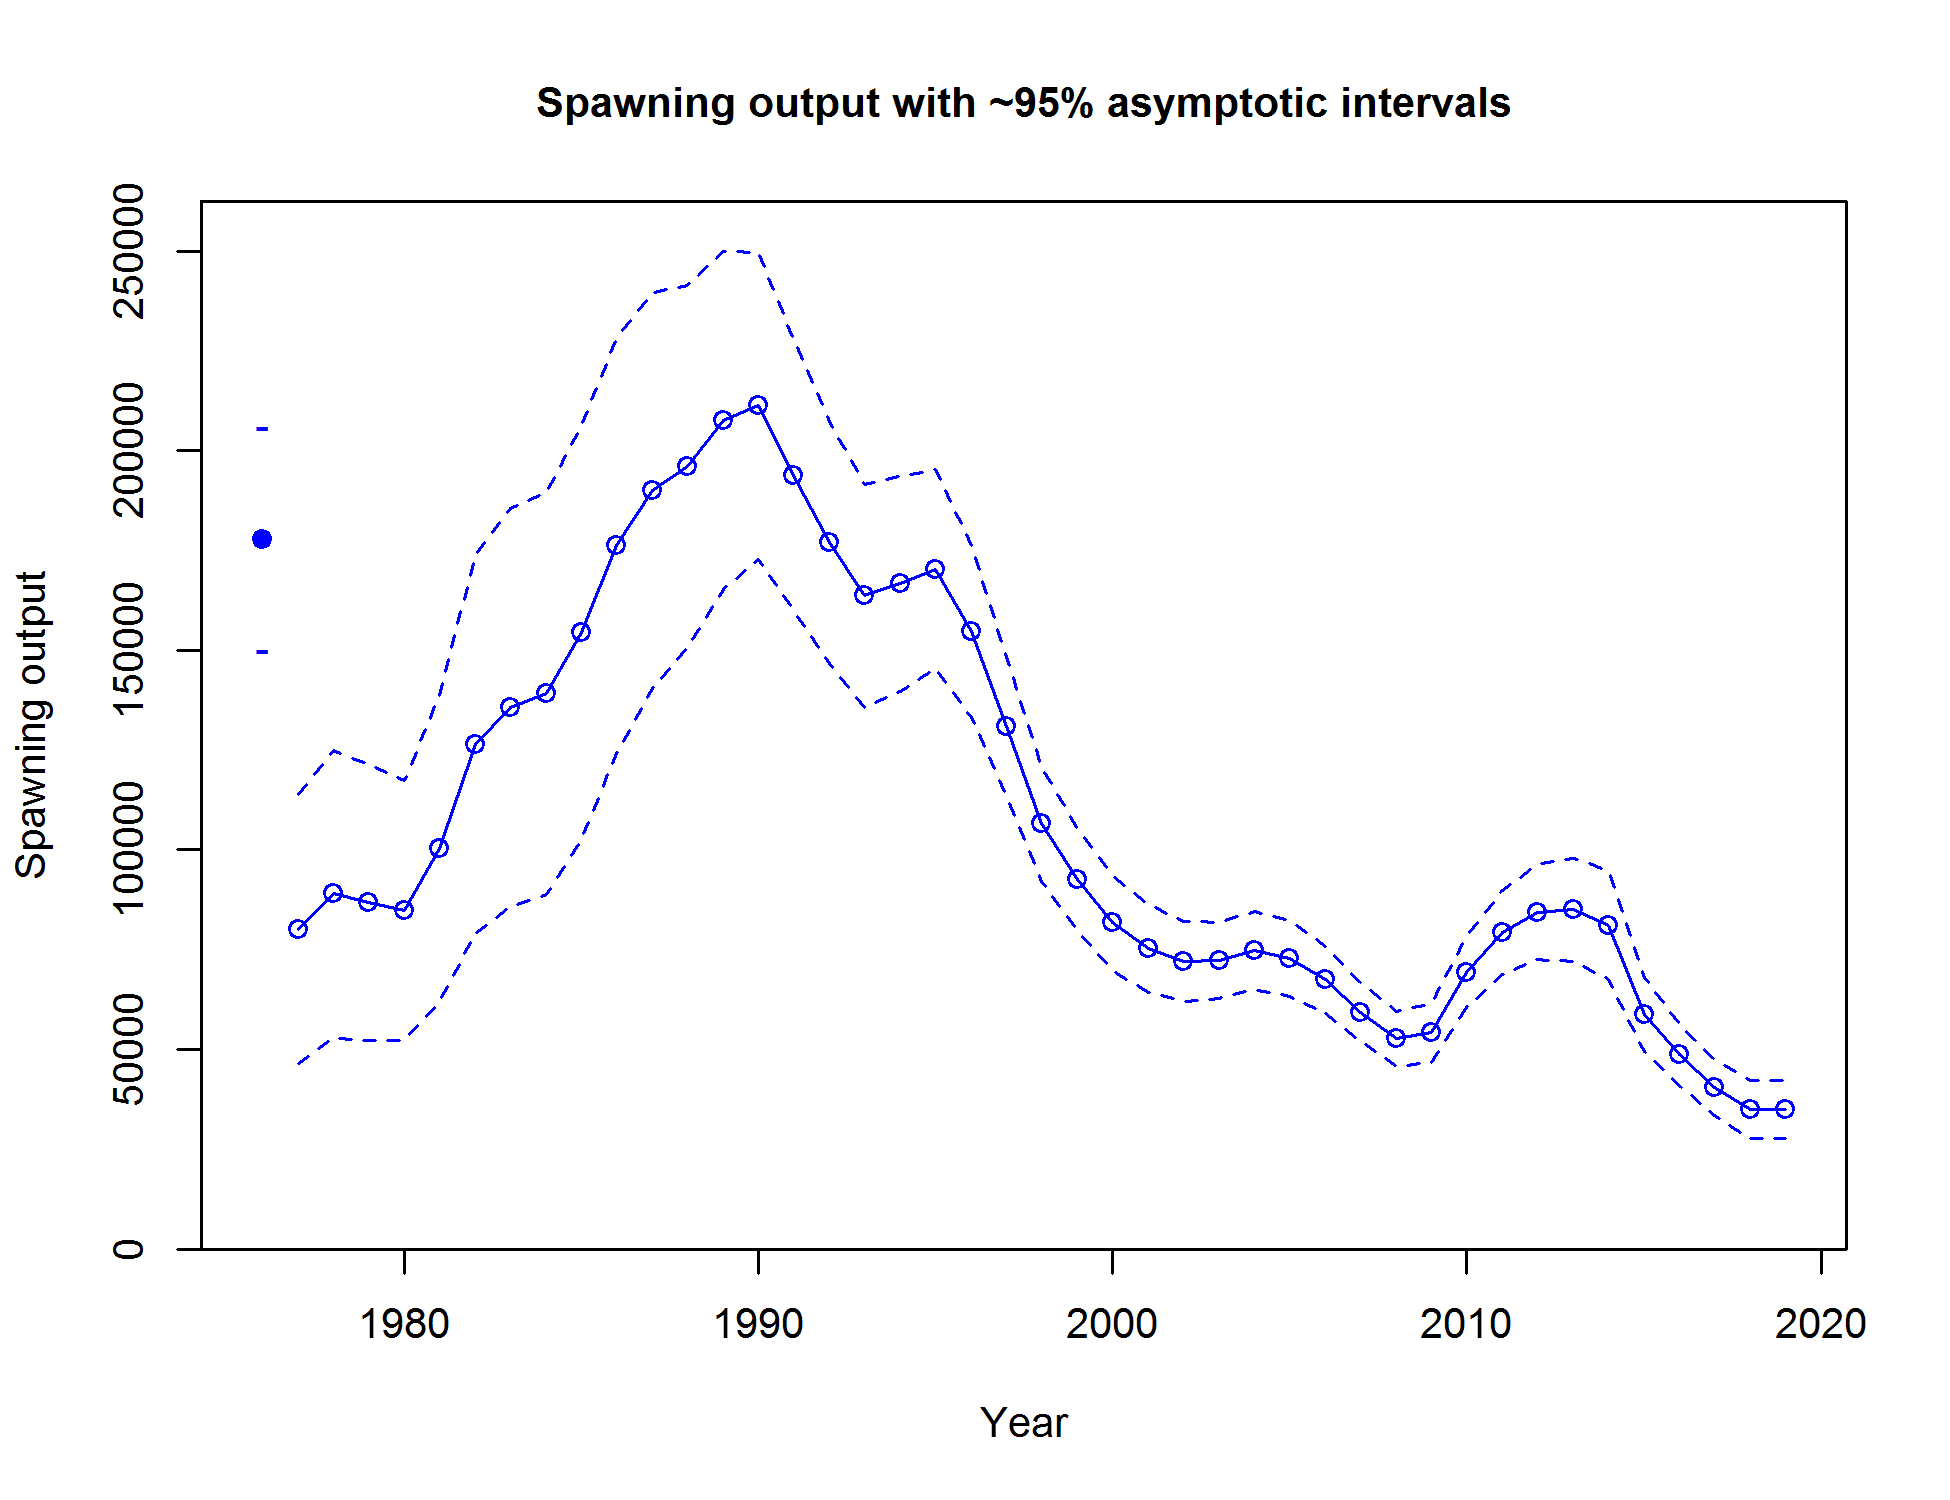 Spawning output with ~95% asymptotic intervals
Spawning output
250000
200000
150000
100000
50000
0
1980 1990 2000 2010 2020
Year